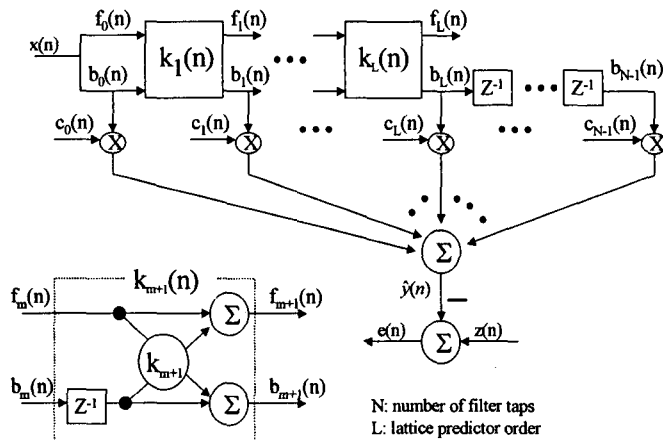 f₀(n) f₁(n) f_L(n)
x(n) k₁(n) k_L(n)
b₀(n) b₁(n) b_L(n) Z⁻¹ Z⁻¹ b_{N-1}(n)
c₀(n) X c₁(n) X c_L(n) X c_{N-1}(n) X
Σ
ŷ(n) −
e(n) Σ z(n)
k_{m+1}(n)
f_m(n) Σ f_{m+1}(n)
k_{m+1}
b_m(n) Z⁻¹ Σ b_{m+1}(n)
N: number of filter taps
L: lattice predictor order